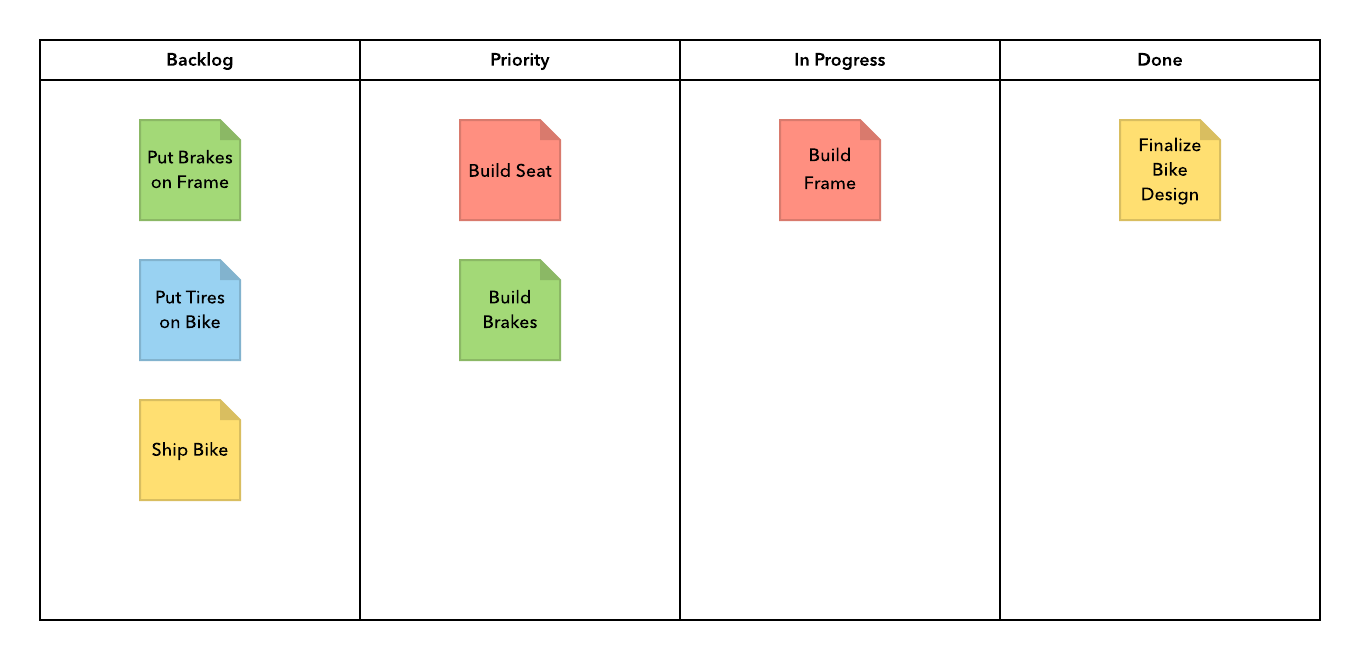 Backlog
Priority
In Progress
Done
Put Brakes
on Frame
Build Seat
Build
Frame
Finalize
Bike
Design
Put Tires
on Bike
Build
Brakes
Ship Bike